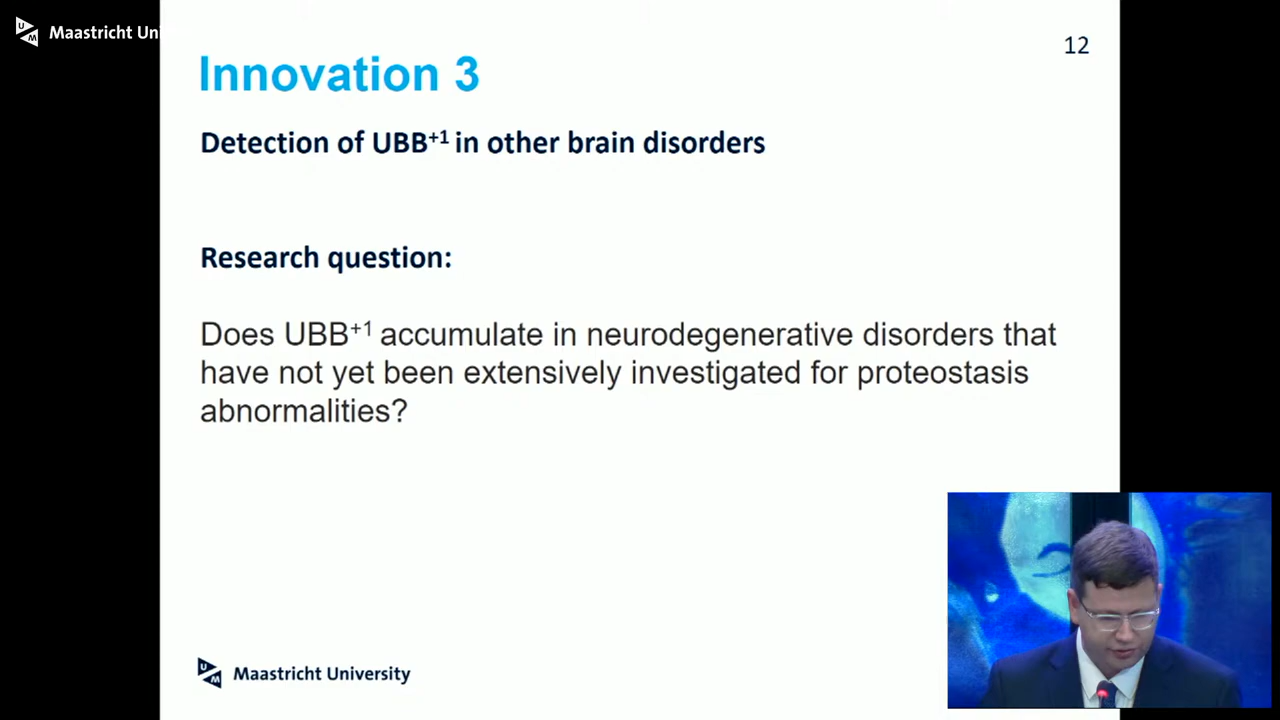 Maastricht Uni
12
Innovation 3
Detection of UBB+1 in other brain disorders
Research question:
Does UBB+1 accumulate in neurodegenerative disorders that
have not yet been extensively investigated for proteostasis
abnormalities?
Maastricht University